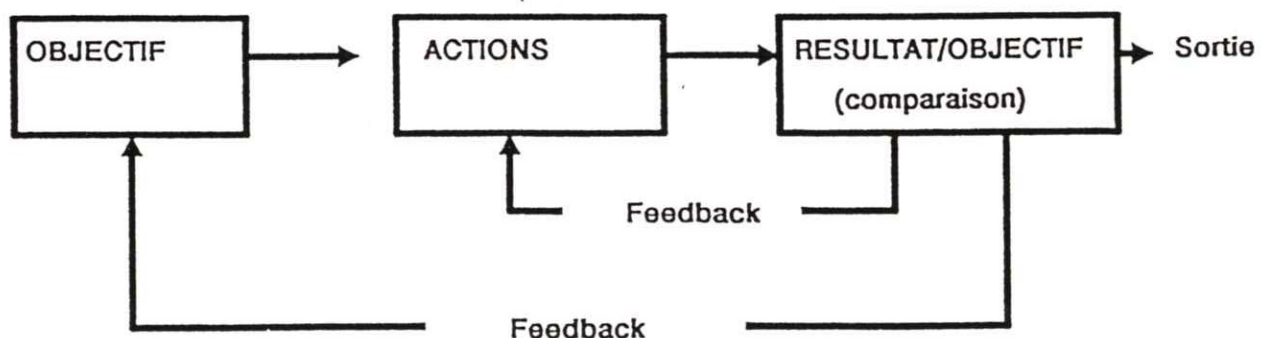 OBJECTIF
ACTIONS
RESULTAT/OBJECTIF
(comparaison)
Sortie
Feedback
Feedback